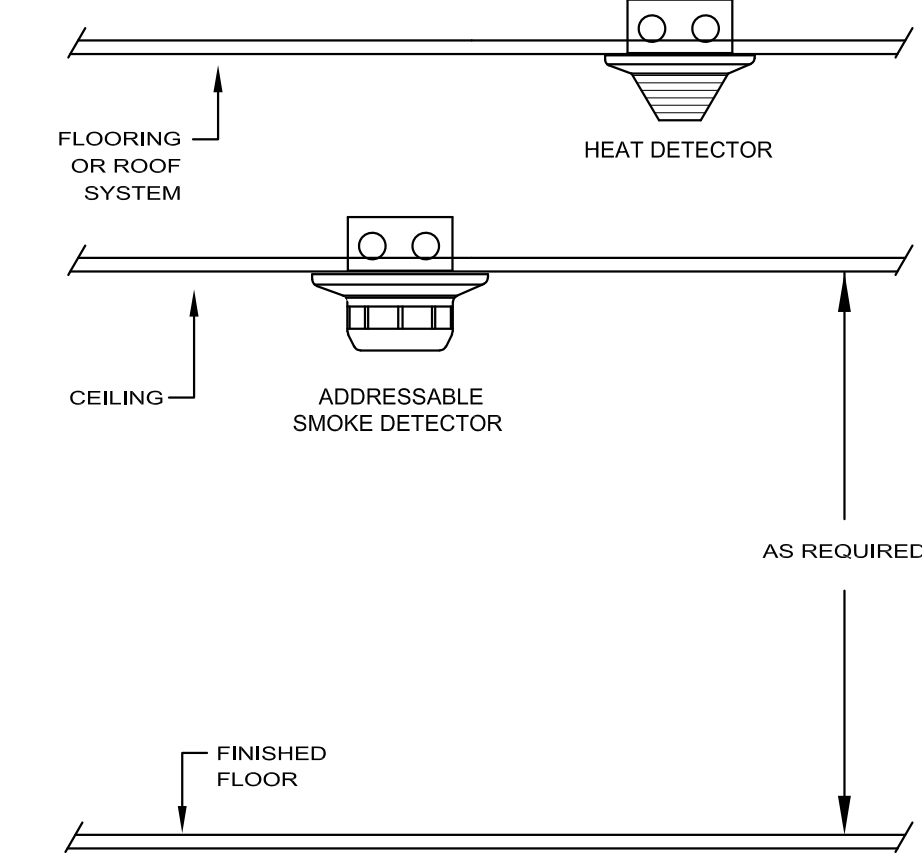 FLOORING
OR ROOF
SYSTEM
HEAT DETECTOR
CEILING
ADDRESSABLE
SMOKE DETECTOR
AS REQUIRED
FINISHED
FLOOR